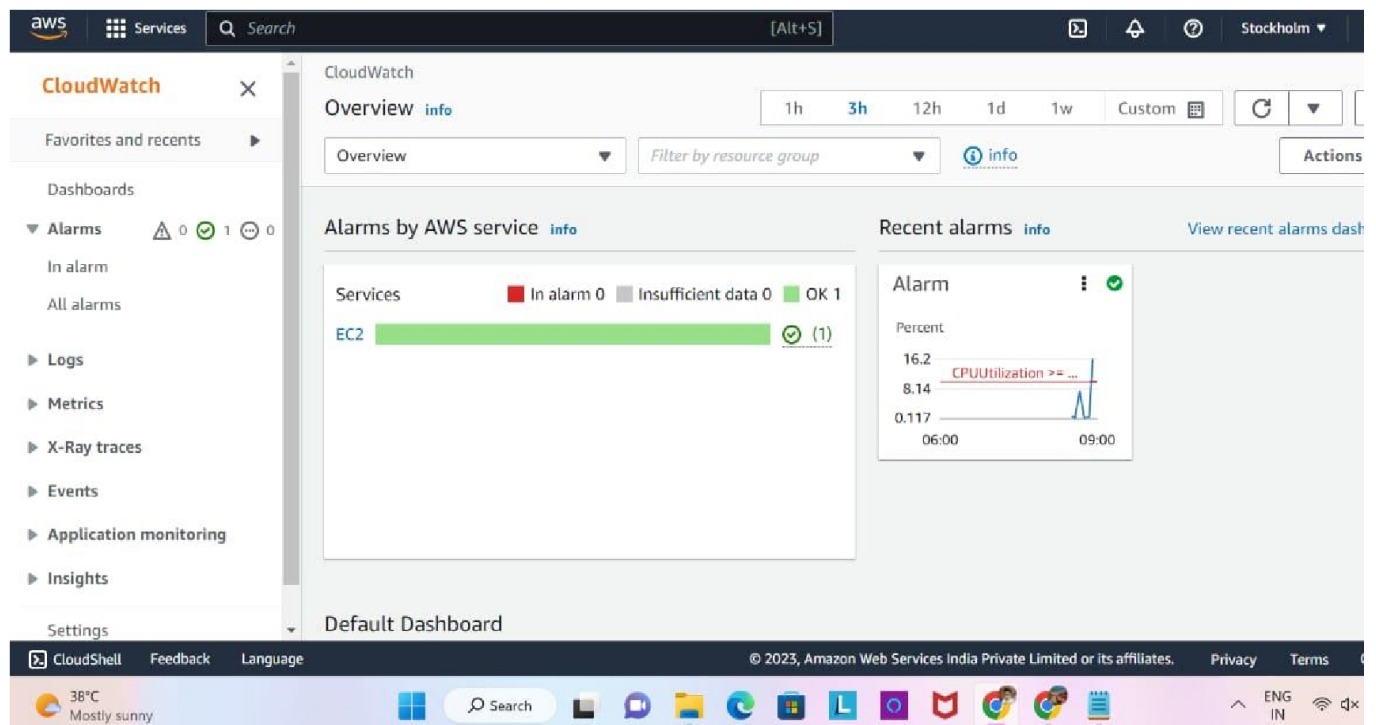 aws Services Search [Alt+S] Stockholm
CloudWatch
Favorites and recents
Dashboards
Alarms 0 1 0
In alarm
All alarms
Logs
Metrics
X-Ray traces
Events
Application monitoring
Insights
Settings
CloudWatch
Overview info
1h 3h 12h 1d 1w Custom
Overview Filter by resource group info Actions
Alarms by AWS service info
Services In alarm 0 Insufficient data 0 OK 1
EC2 (1)
Recent alarms info View recent alarms dash
Alarm
Percent
16.2
CPUUtilization >= ...
8.14
0.117
06:00 09:00
Default Dashboard
CloudShell Feedback Language © 2023, Amazon Web Services India Private Limited or its affiliates. Privacy Terms
38°C
Mostly sunny
Search
ENG
IN